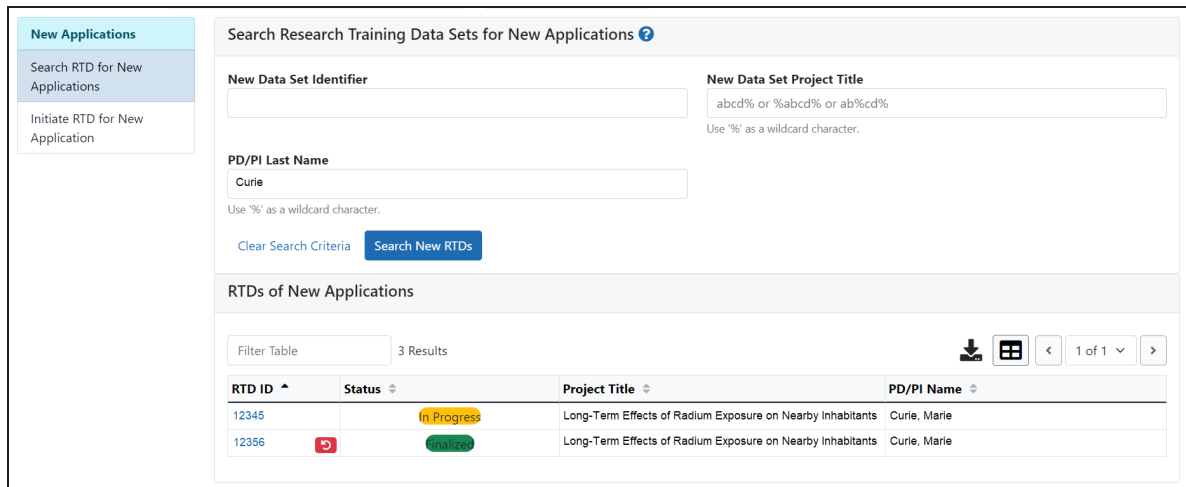 New Applications
Search RTD for New
Applications
Initiate RTD for New
Application
Search Research Training Data Sets for New Applications ?
New Data Set Identifier
New Data Set Project Title
abcd% or %abcd% or ab%cd%
Use '%' as a wildcard character.
PD/PI Last Name
Curie
Use '%' as a wildcard character.
Clear Search Criteria Search New RTDs
RTDs of New Applications
Filter Table 3 Results 1 of 1
RTD ID Status Project Title PD/PI Name
12345 In Progress Long-Term Effects of Radium Exposure on Nearby Inhabitants Curie, Marie
12356 Finalized Long-Term Effects of Radium Exposure on Nearby Inhabitants Curie, Marie